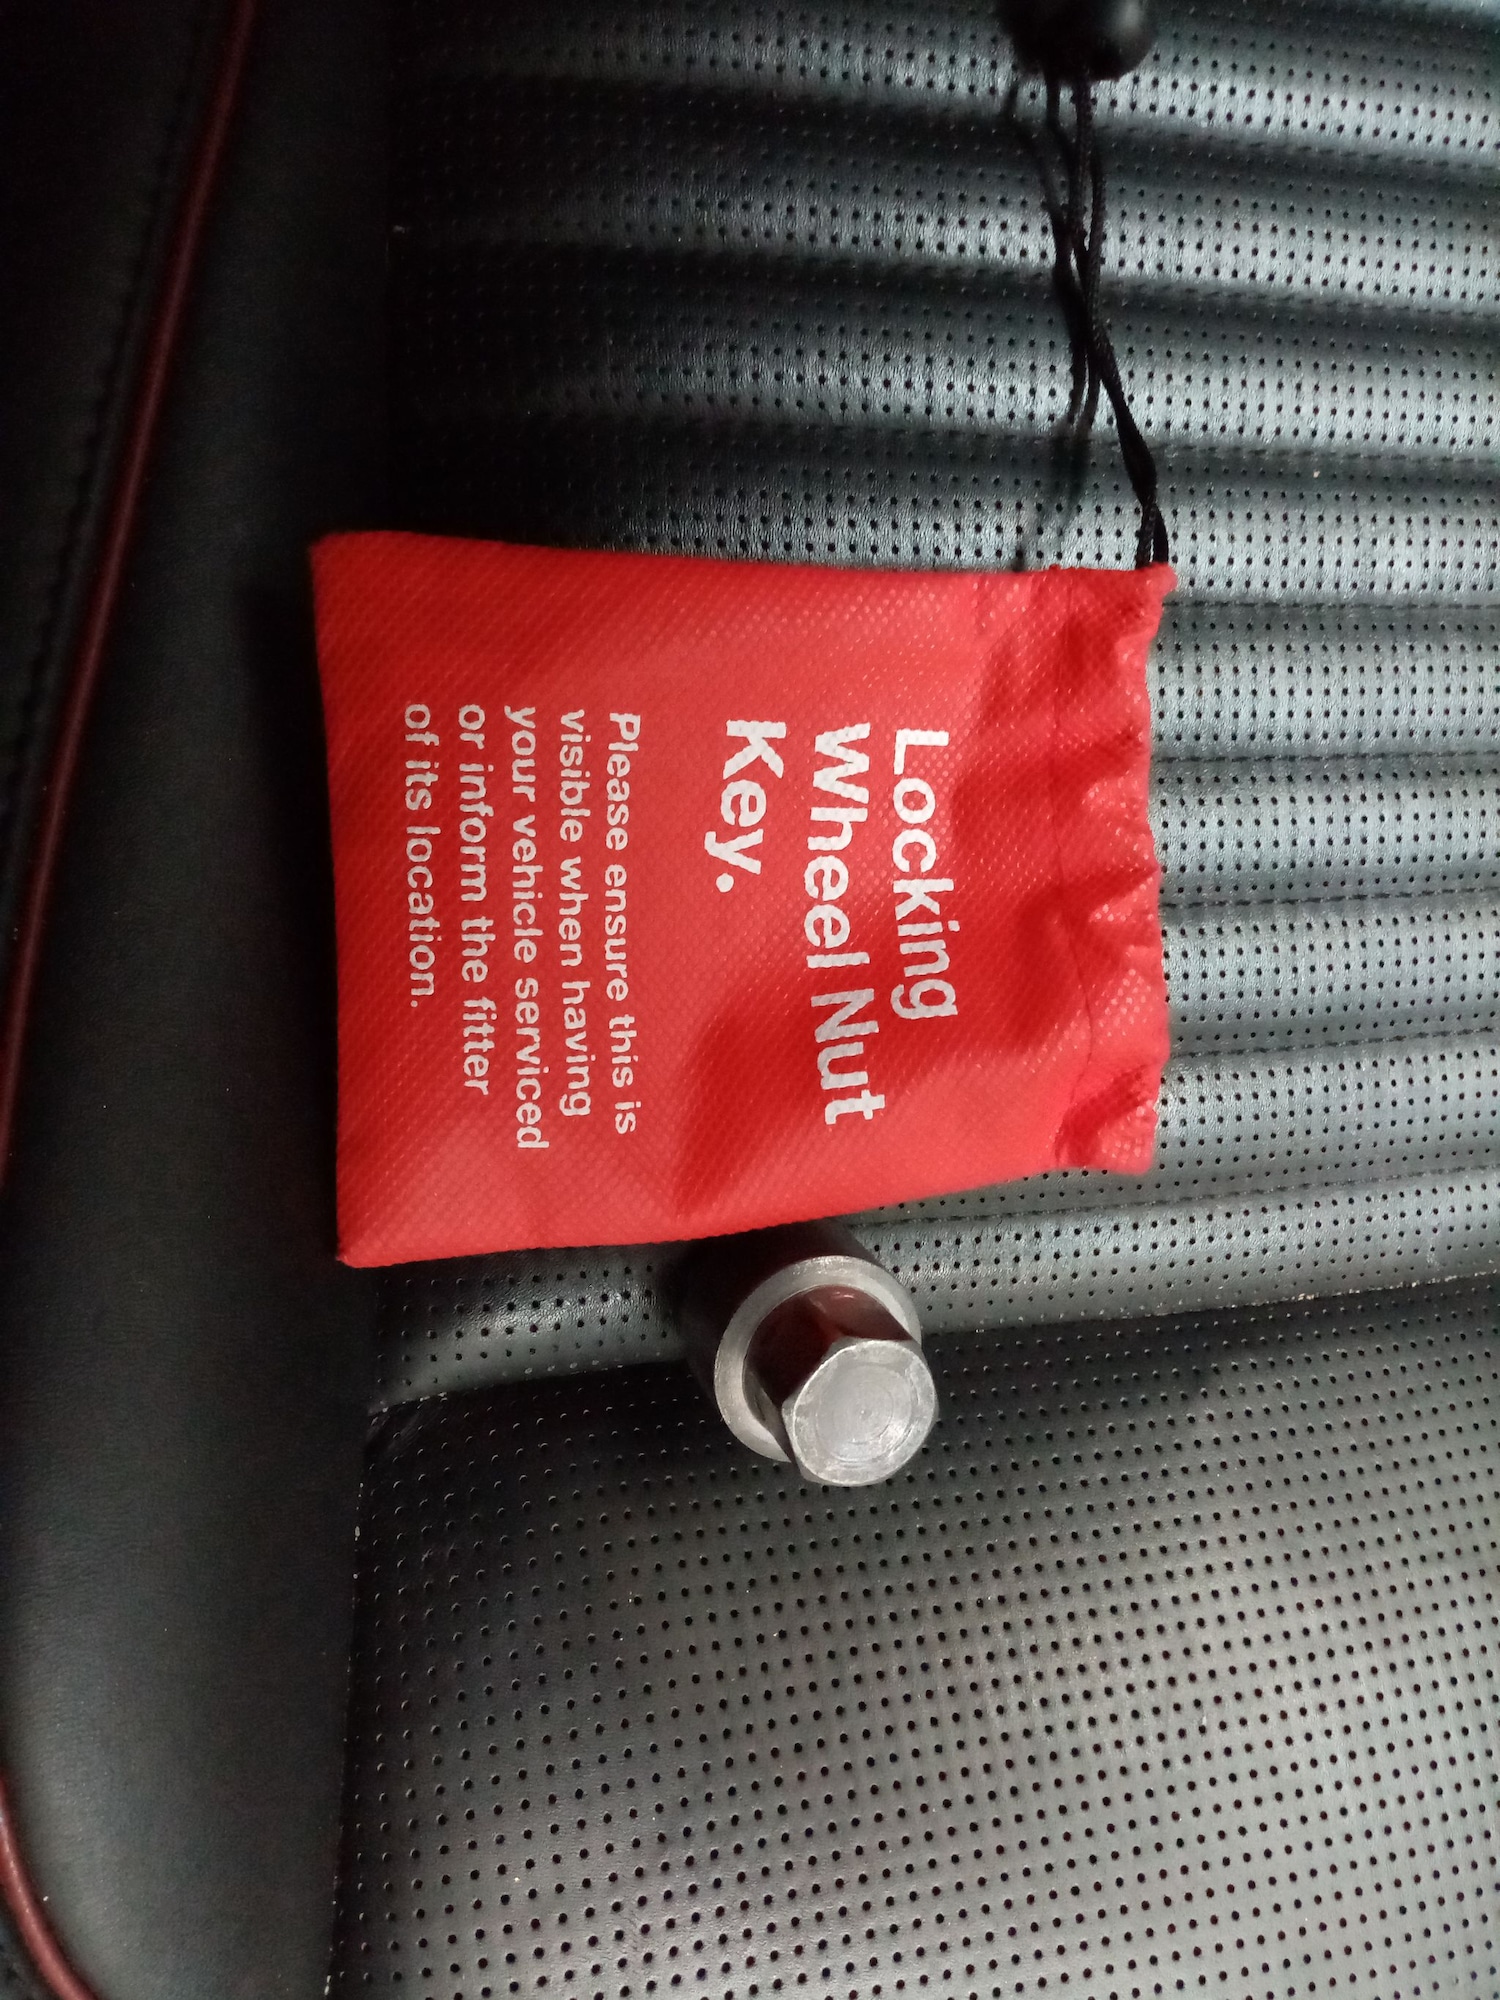 Locking
Wheel Nut
Key.
Please ensure this is
visible when having
your vehicle serviced
or inform the fitter
of its location.